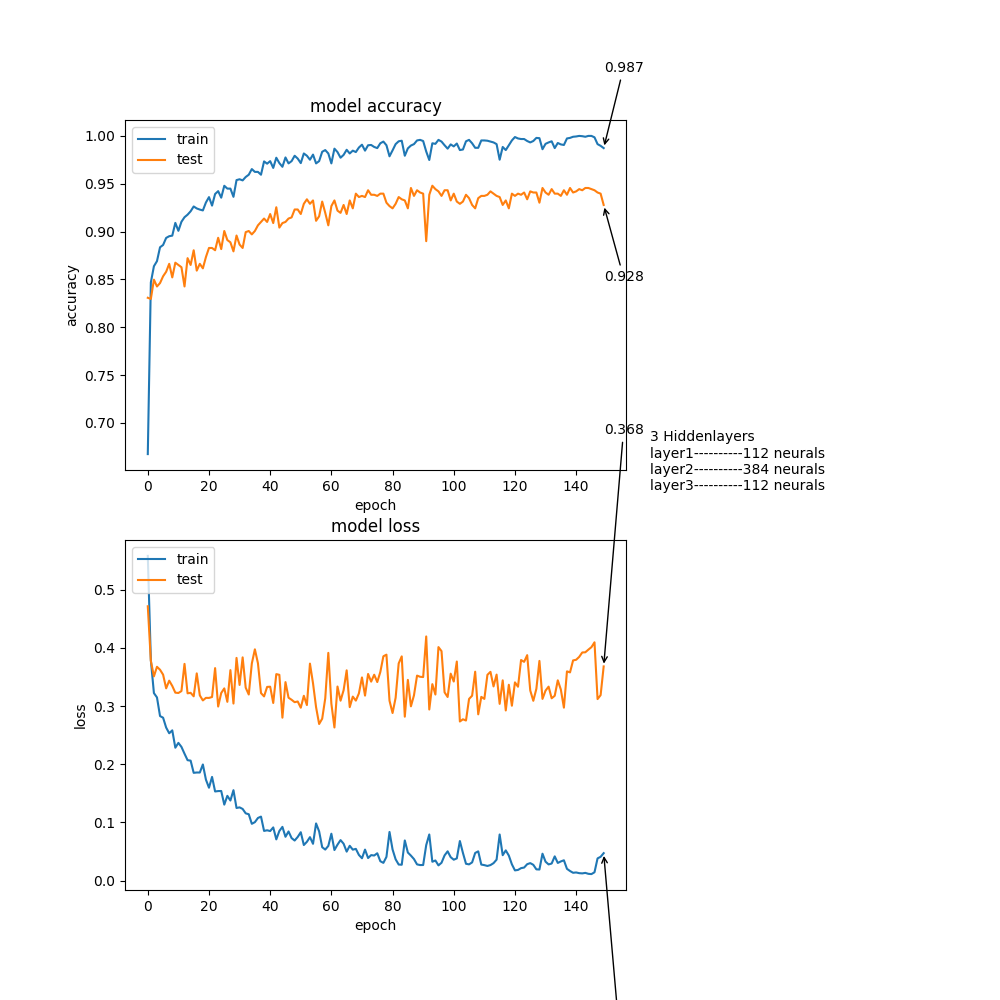 0.987
model accuracy
train
test
1.00
0.95
0.90
0.85
0.80
0.75
0.70
accuracy
0.928
0 20 40 60 80 100 120 140
epoch
0.368
3 Hiddenlayers
layer1----------112 neurals
layer2----------384 neurals
layer3----------112 neurals
model loss
train
test
0.5
0.4
0.3
0.2
0.1
0.0
loss
0 20 40 60 80 100 120 140
epoch